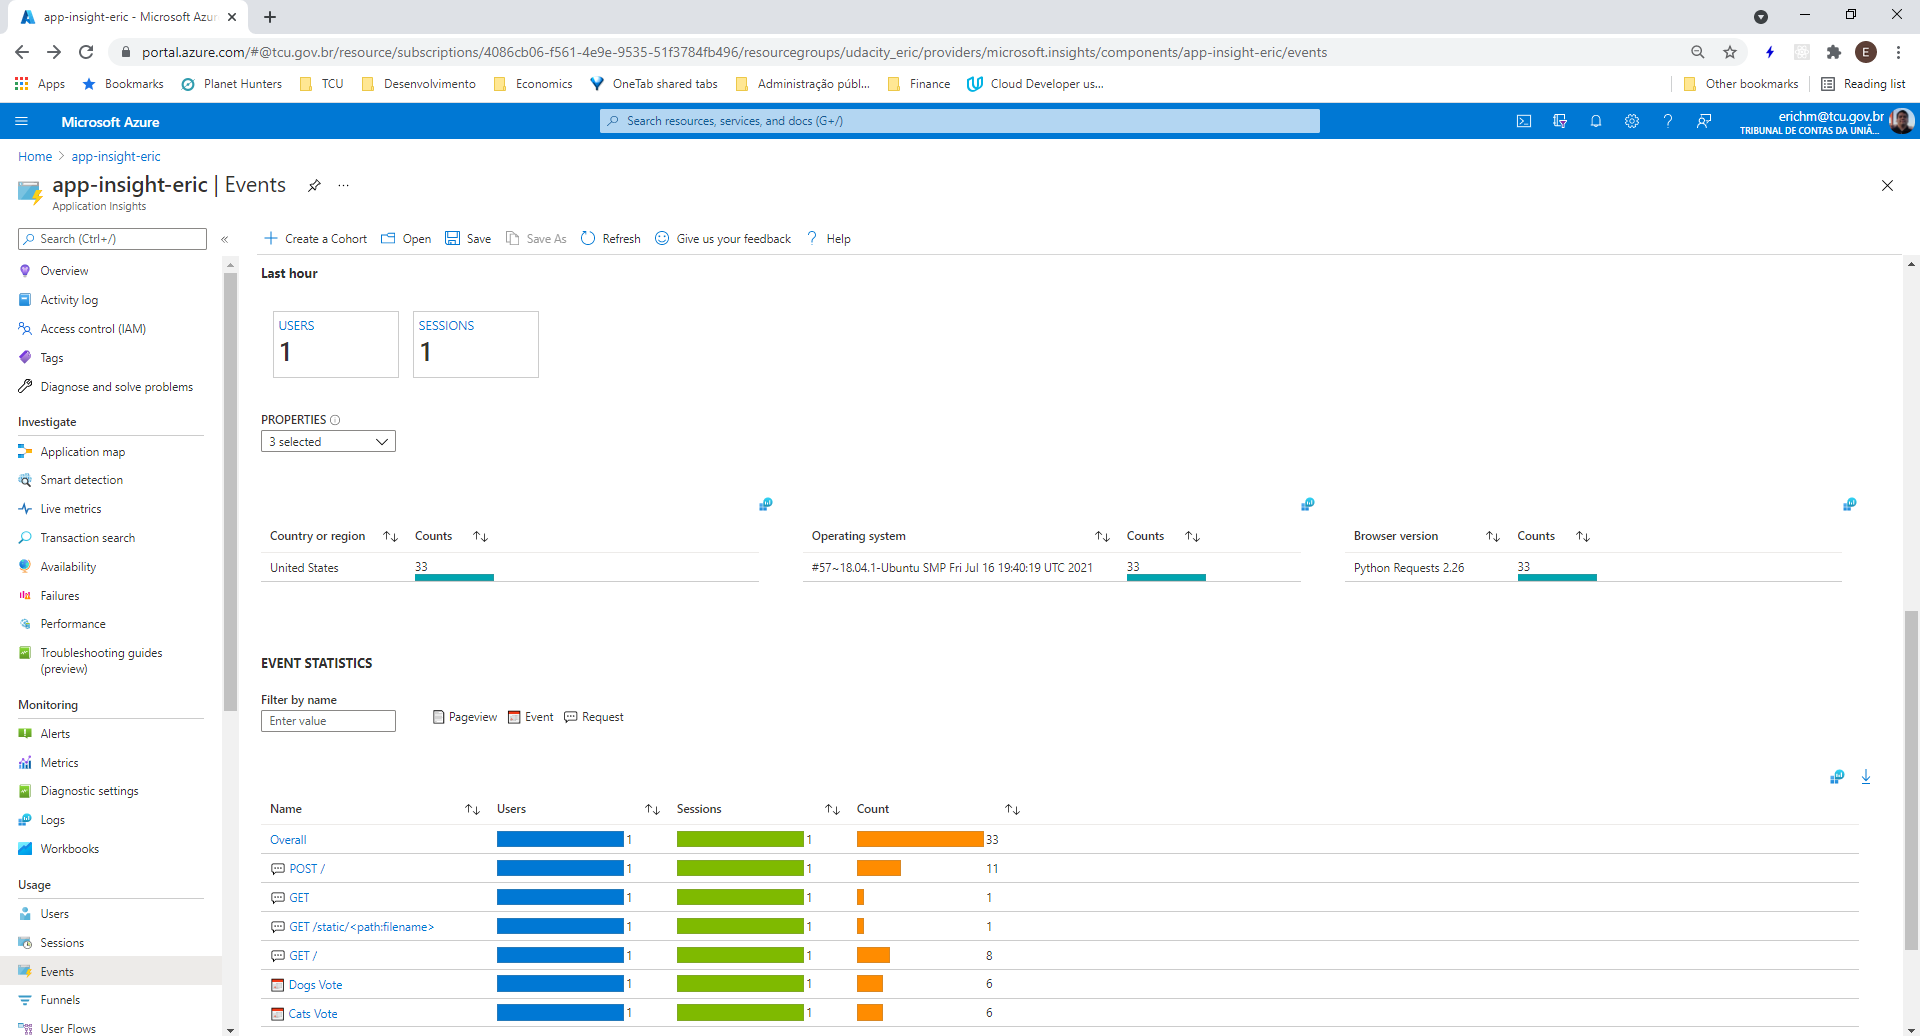 app-insight-eric - Microsoft Azur
portal.azure.com/#@tcu.gov.br/resource/subscriptions/4086cb06-f561-4e9e-9535-51f3784fb496/resourcegroups/udacity_eric/providers/microsoft.insights/components/app-insight-eric/events
E
Apps Bookmarks Planet Hunters TCU Desenvolvimento Economics OneTab shared tabs Administração públ... Finance Cloud Developer us... Other bookmarks Reading list
Microsoft Azure
Search resources, services, and docs (G+/)
erichm@tcu.gov.br
TRIBUNAL DE CONTAS DA UNIÃ...
Home > app-insight-eric
app-insight-eric | Events ...
Application Insights
Search (Ctrl+/)
«
Overview
Activity log
Access control (IAM)
Tags
Diagnose and solve problems
Investigate
Application map
Smart detection
Live metrics
Transaction search
Availability
Failures
Performance
Troubleshooting guides
(preview)
Monitoring
Alerts
Metrics
Diagnostic settings
Logs
Workbooks
Usage
Users
Sessions
Events
Funnels
User Flows
Create a Cohort Open Save Save As Refresh Give us your feedback ? Help
Last hour
USERS
1
SESSIONS
1
PROPERTIES
3 selected
Country or region Counts
United States 33
Operating system Counts
#57~18.04.1-Ubuntu SMP Fri Jul 16 19:40:19 UTC 2021 33
Browser version Counts
Python Requests 2.26 33
EVENT STATISTICS
Filter by name
Enter value
Pageview Event Request
Name Users Sessions Count
Overall 1 1 33
POST / 1 1 11
GET 1 1 1
GET /static/<path:filename> 1 1 1
GET / 1 1 8
Dogs Vote 1 1 6
Cats Vote 1 1 6